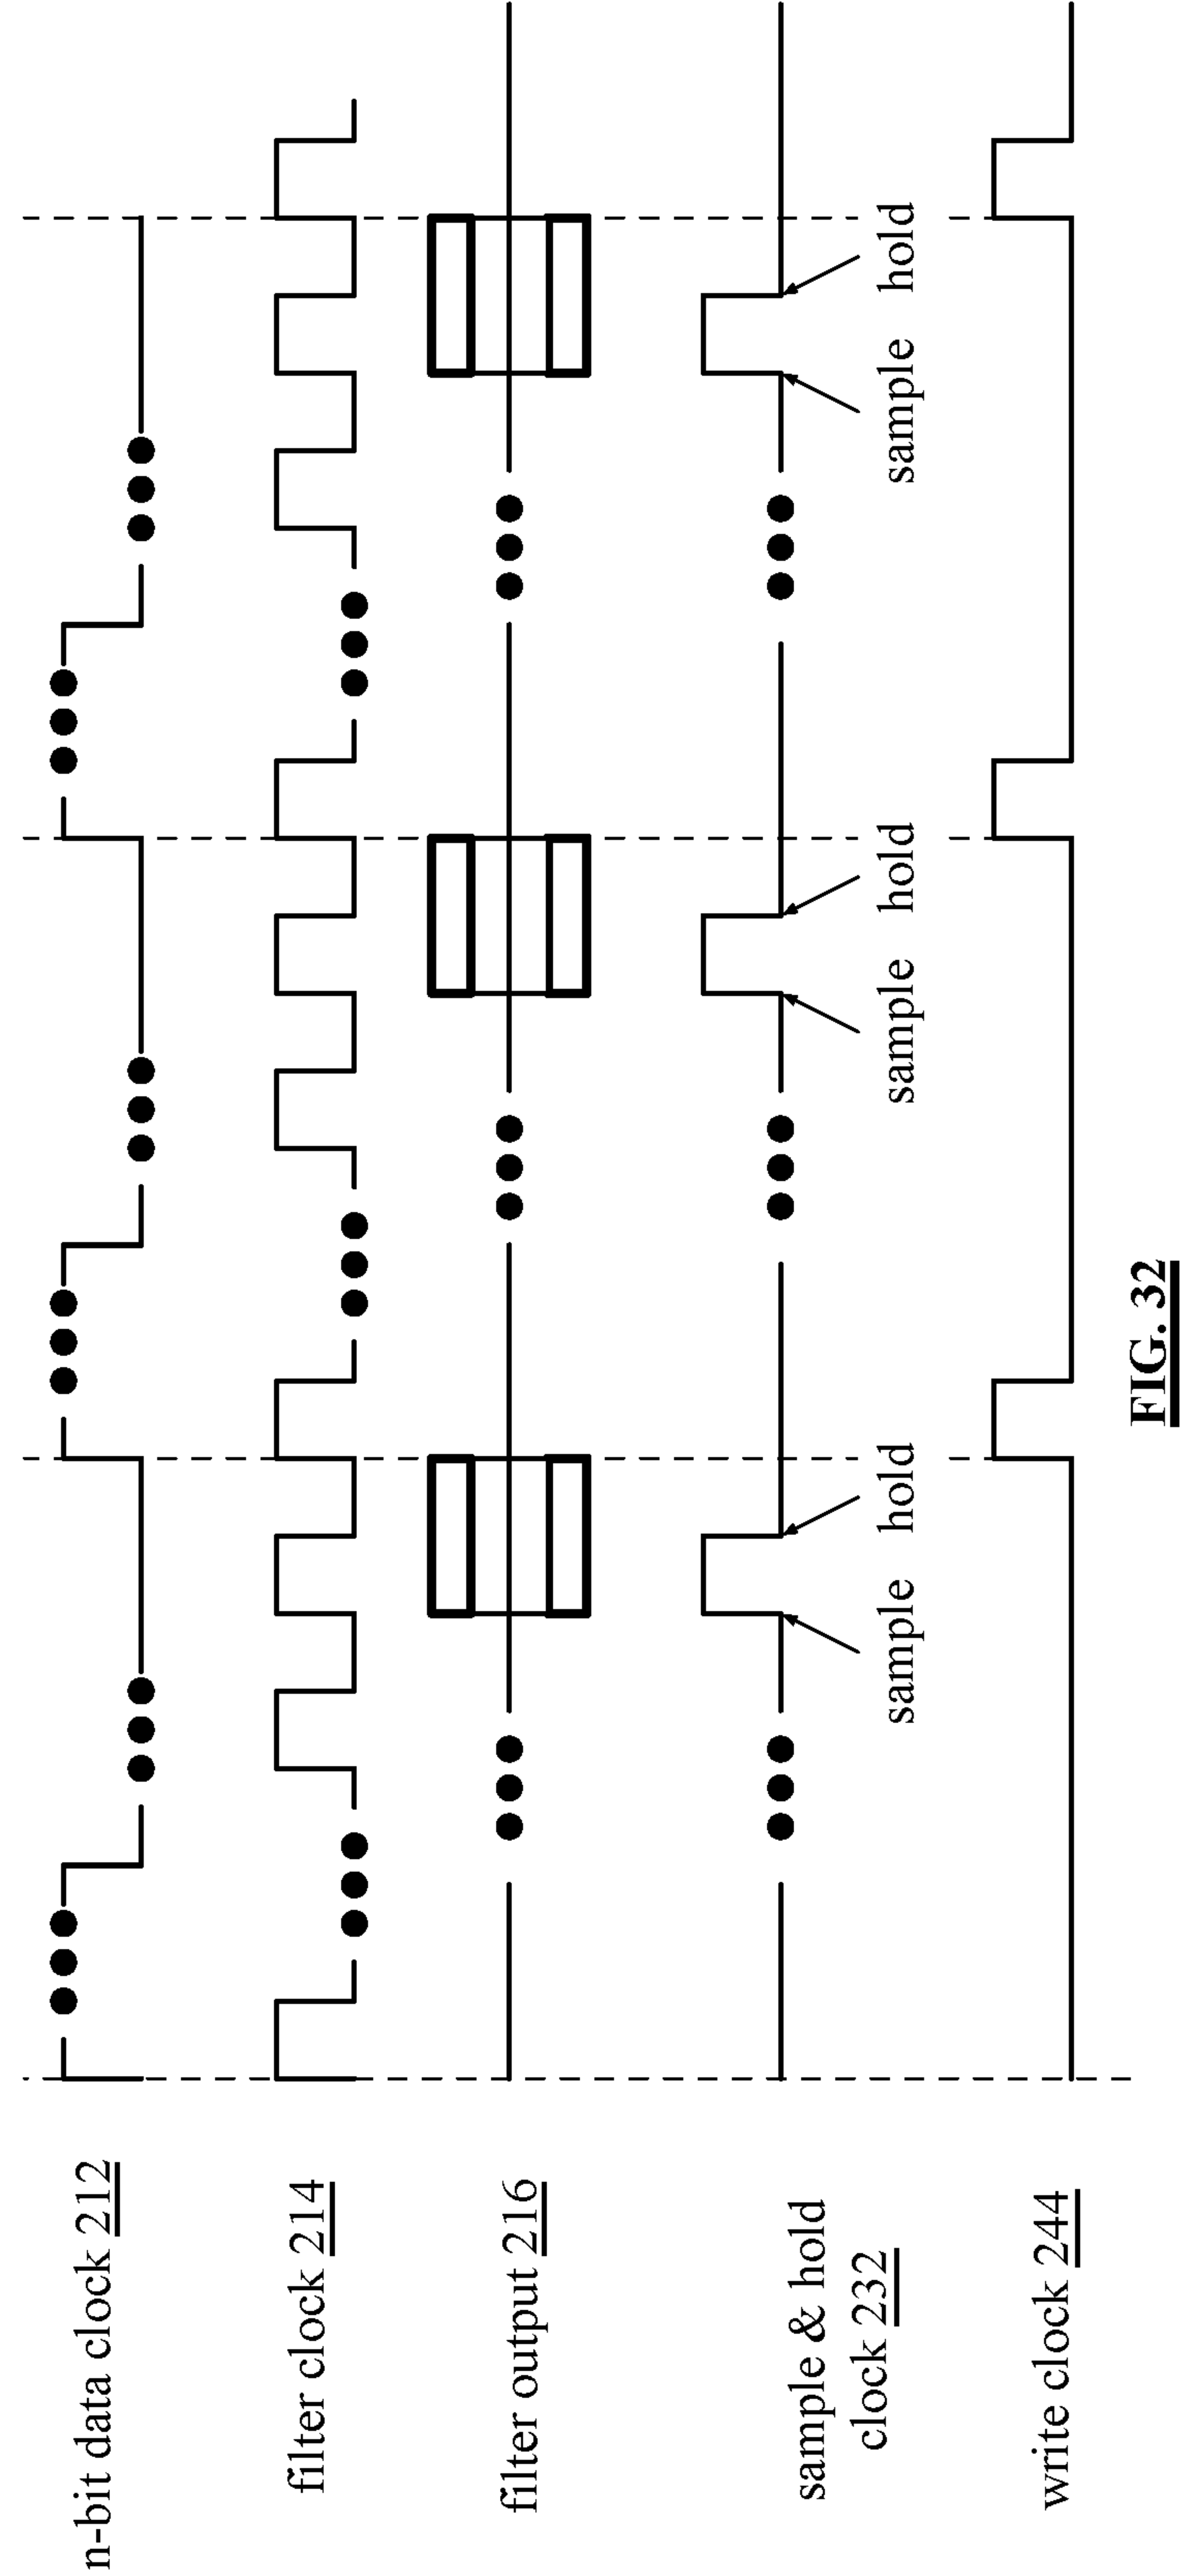 n-bit data clock 212
filter clock 214
filter output 216
sample & hold
clock 232
sample hold sample hold sample hold
write clock 244
FIG. 32